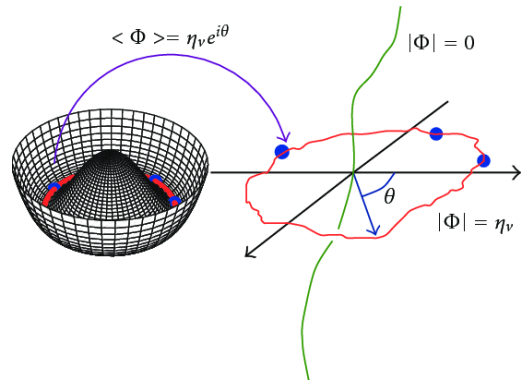 < Φ >= η_ν e^{iθ}
|Φ| = 0
θ
|Φ| = η_ν